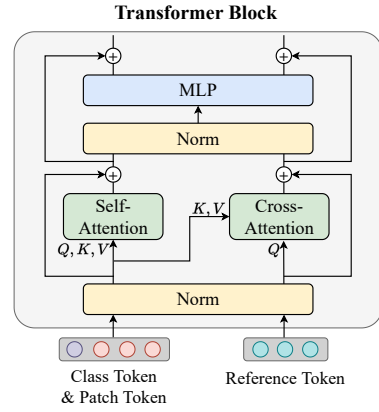 Transformer Block
MLP
Norm
Self-
Attention
K, V
Cross-
Attention
Q, K, V
Q
Norm
Class Token
& Patch Token
Reference Token